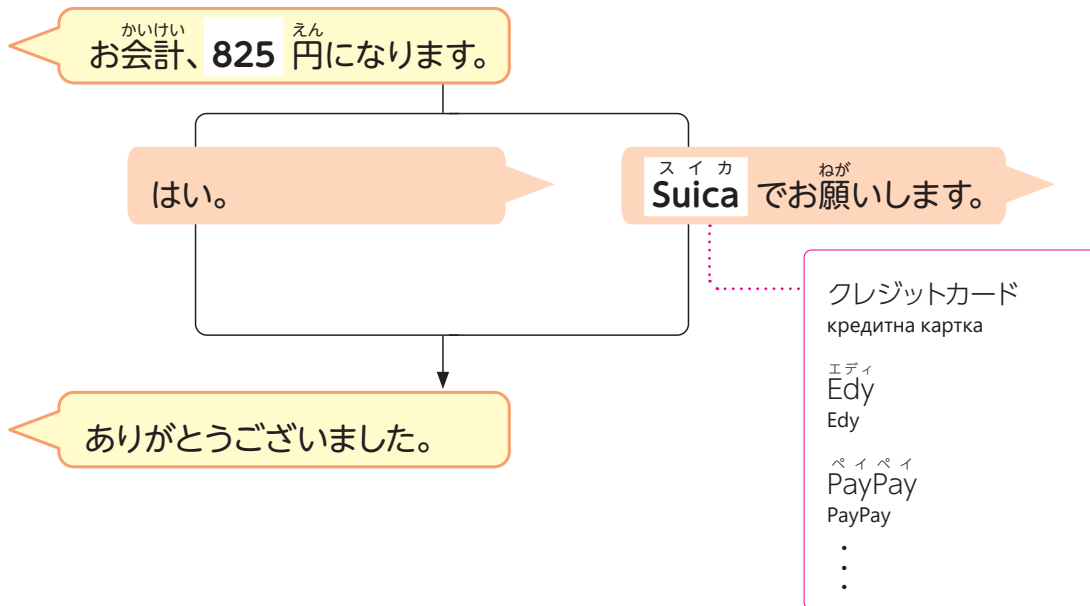 かいけい えん
お会計、 825 円になります。
はい。
スイカ ねが
Suica でお願いします。
クレジットカード
кредитна картка
エディ
Edy
Edy
ペイペイ
PayPay
PayPay
・
・
・
ありがとうございました。